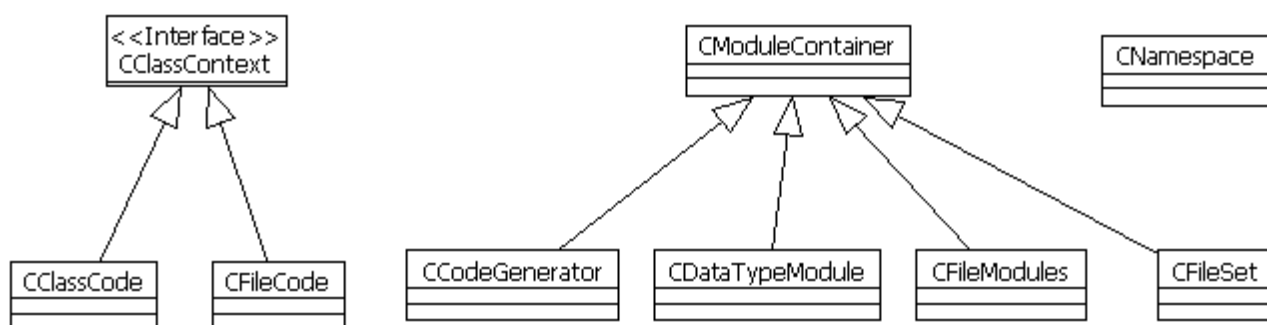 <<Interface>>
CClassContext
CModuleContainer
CNamespace
CClassCode
CFileCode
CCodeGenerator
CDataTypeModule
CFileModules
CFileSet